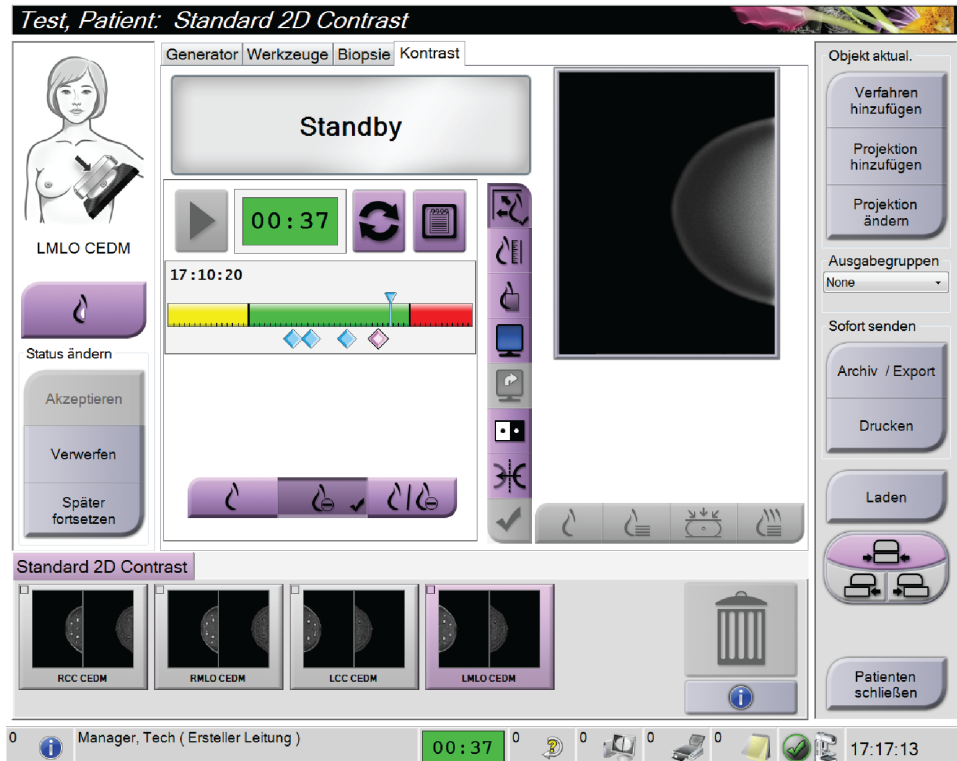 Test, Patient: Standard 2D Contrast
Generator Werkzeuge Biopsie Kontrast
Standby
LMLO CEDM
00:37
9999
17:10:20
Status ändern
Akzeptieren
Verwerfen
Später
fortsetzen
Objekt aktual.
Verfahren
hinzufügen
Projektion
hinzufügen
Projektion
ändern
Ausgabegruppen
None
Sofort senden
Archiv / Export
Drucken
Laden
Patienten
schließen
Standard 2D Contrast
RCC CEDM
RMLO CEDM
LCC CEDM
LMLO CEDM
0
Manager, Tech ( Ersteller Leitung )
00:37
0
0
0
0
17:17:13